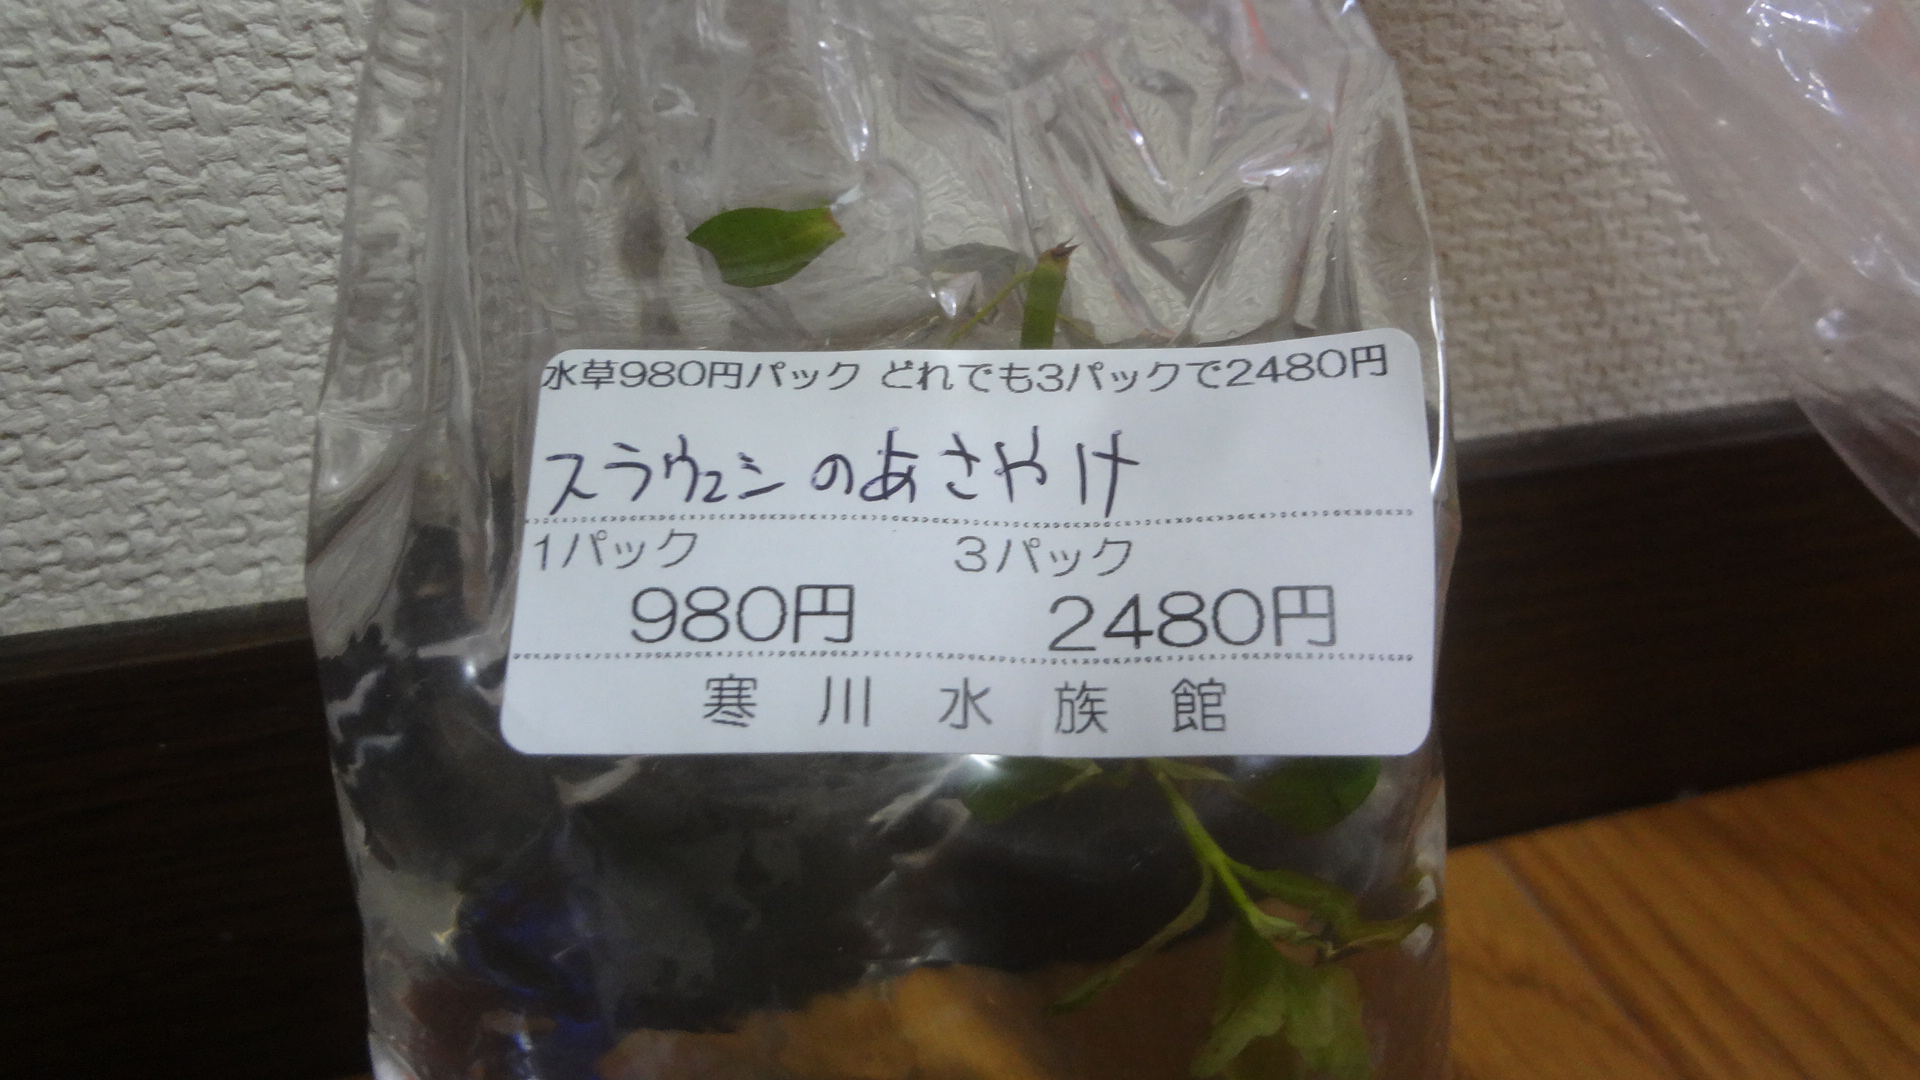 水草980円パック どれでも3パックで2480円
スラウェシのあさやけ
1パック 3パック
980円 2480円
寒川水族館